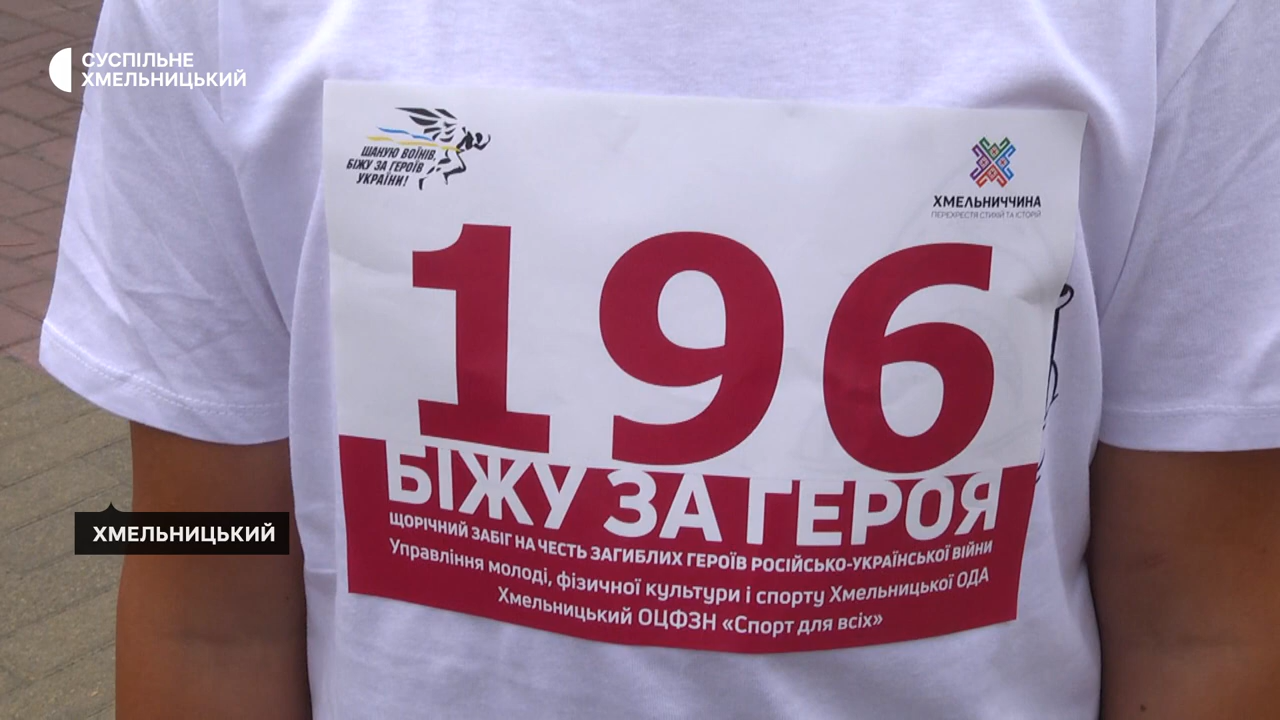 СУСПІЛЬНЕ
ХМЕЛЬНИЦЬКИЙ
ШАНУЮ ВОЇНІВ,
БІЖУ ЗА ГЕРОЇВ
УКРАЇНИ!
ХМЕЛЬНИЧЧИНА
ПЕРЕХРЕСТЯ СТИХІЙ ТА ІСТОРІЙ
196
БІЖУ ЗА ГЕРОЯ
ЩОРІЧНИЙ ЗАБІГ НА ЧЕСТЬ ЗАГИБЛИХ ГЕРОЇВ РОСІЙСЬКО-УКРАЇНСЬКОЇ ВІЙНИ
Управління молоді, фізичної культури і спорту Хмельницької ОДА
Хмельницький ОЦФЗН «Спорт для всіх»
ХМЕЛЬНИЦЬКИЙ